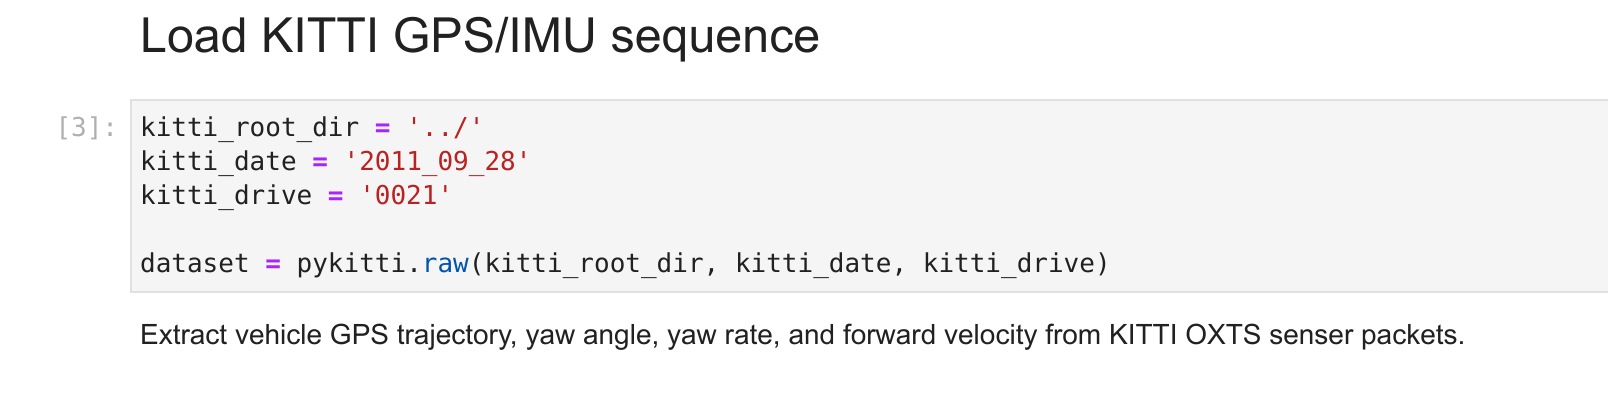 Load KITTI GPS/IMU sequence
[3]:
kitti_root_dir = '../'
kitti_date = '2011_09_28'
kitti_drive = '0021'
dataset = pykitti.raw(kitti_root_dir, kitti_date, kitti_drive)
Extract vehicle GPS trajectory, yaw angle, yaw rate, and forward velocity from KITTI OXTS senser packets.